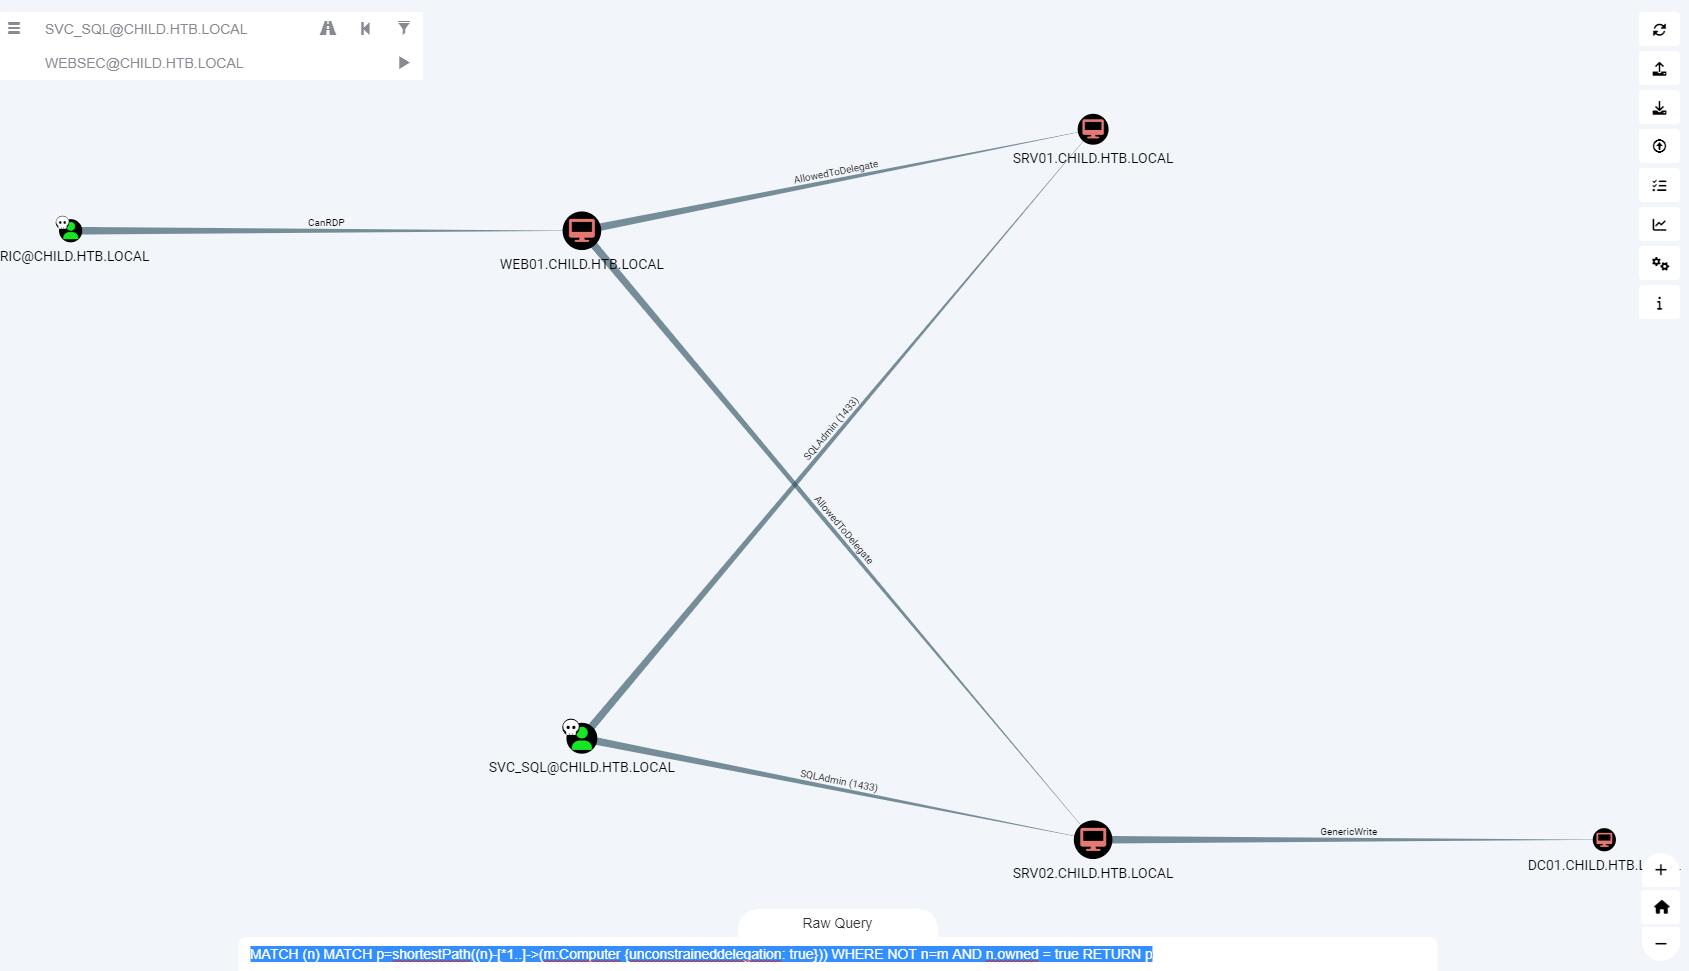 SVC_SQL@CHILD.HTB.LOCAL
WEBSEC@CHILD.HTB.LOCAL
SRV01.CHILD.HTB.LOCAL
AllowedToDelegate
CanRDP
RIC@CHILD.HTB.LOCAL
WEB01.CHILD.HTB.LOCAL
SQLAdmin (1433)
AllowedToDelegate
SVC_SQL@CHILD.HTB.LOCAL
SQLAdmin (1433)
GenericWrite
SRV02.CHILD.HTB.LOCAL
DC01.CHILD.HTB.L
Raw Query
MATCH (n) MATCH p=shortestPath((n)-[*1..]->(m:Computer {unconstraineddelegation: true})) WHERE NOT n=m AND n.owned = true RETURN p